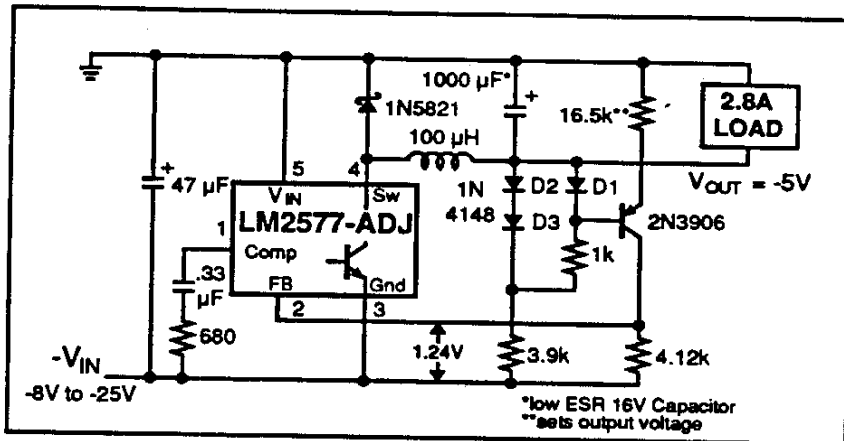 1000 µF*
+
1N5821
16.5k**
2.8A
LOAD
100 µH
+
47 µF
5
4
VIN
Sw
LM2577-ADJ
1
Comp
.33
µF
FB
Gnd
2
3
680
1N
4148
D2
D1
D3
1k
2N3906
VOUT = -5V
1.24V
3.9k
4.12k
-VIN
-8V to -25V
*low ESR 16V Capacitor
**sets output voltage